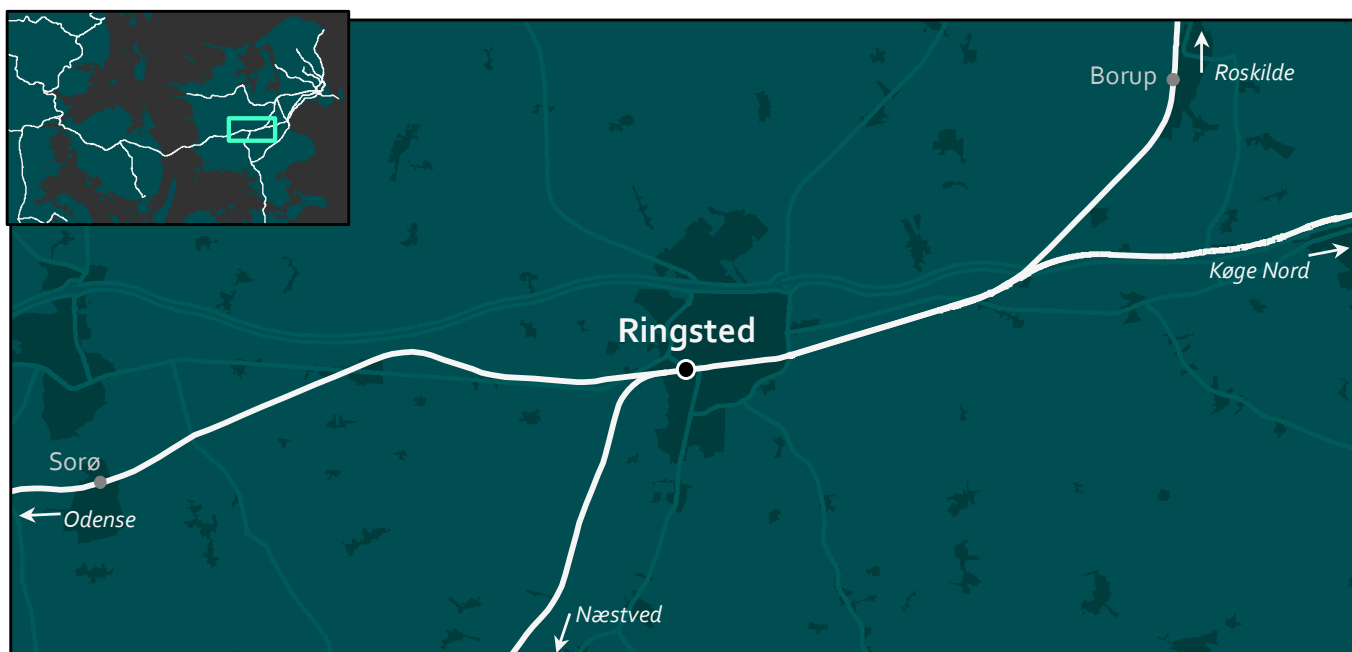 Borup
Roskilde
Køge Nord
Ringsted
Sorø
Odense
Næstved